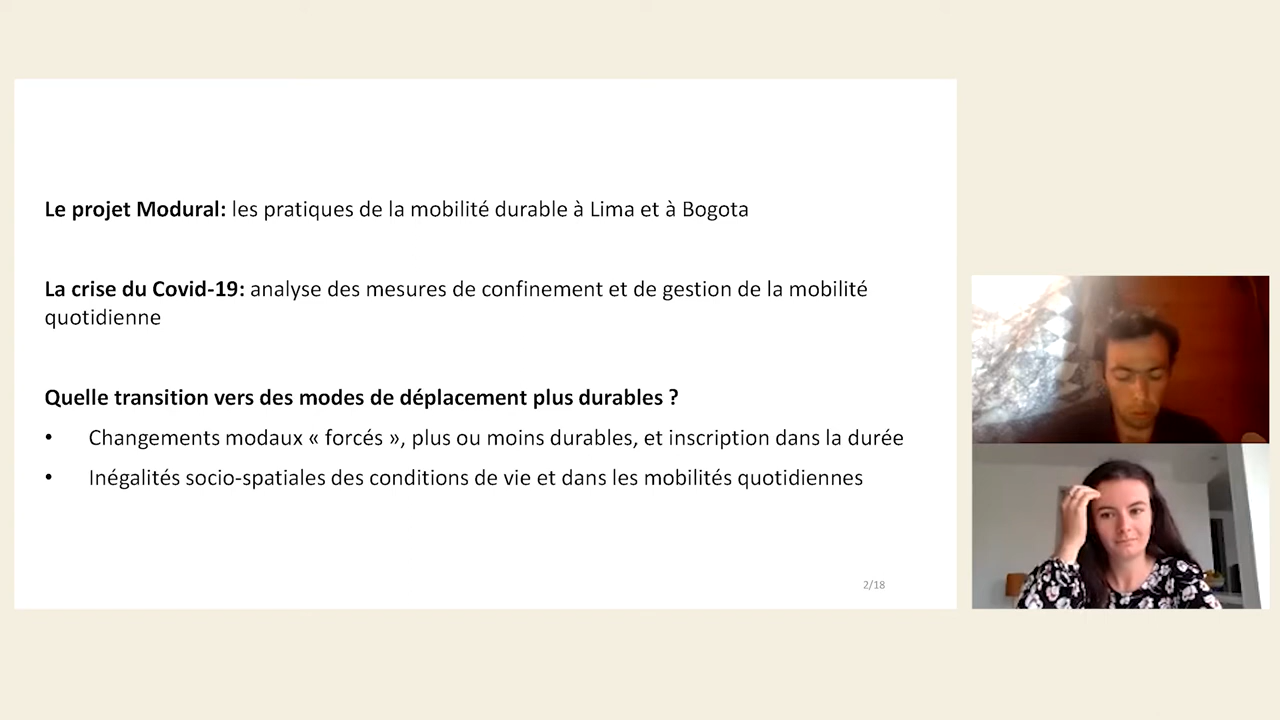 Le projet Modural: les pratiques de la mobilité durable à Lima et à Bogota
La crise du Covid-19: analyse des mesures de confinement et de gestion de la mobilité
quotidienne
Quelle transition vers des modes de déplacement plus durables ?
• Changements modaux « forcés », plus ou moins durables, et inscription dans la durée
• Inégalités socio-spatiales des conditions de vie et dans les mobilités quotidiennes
2/18